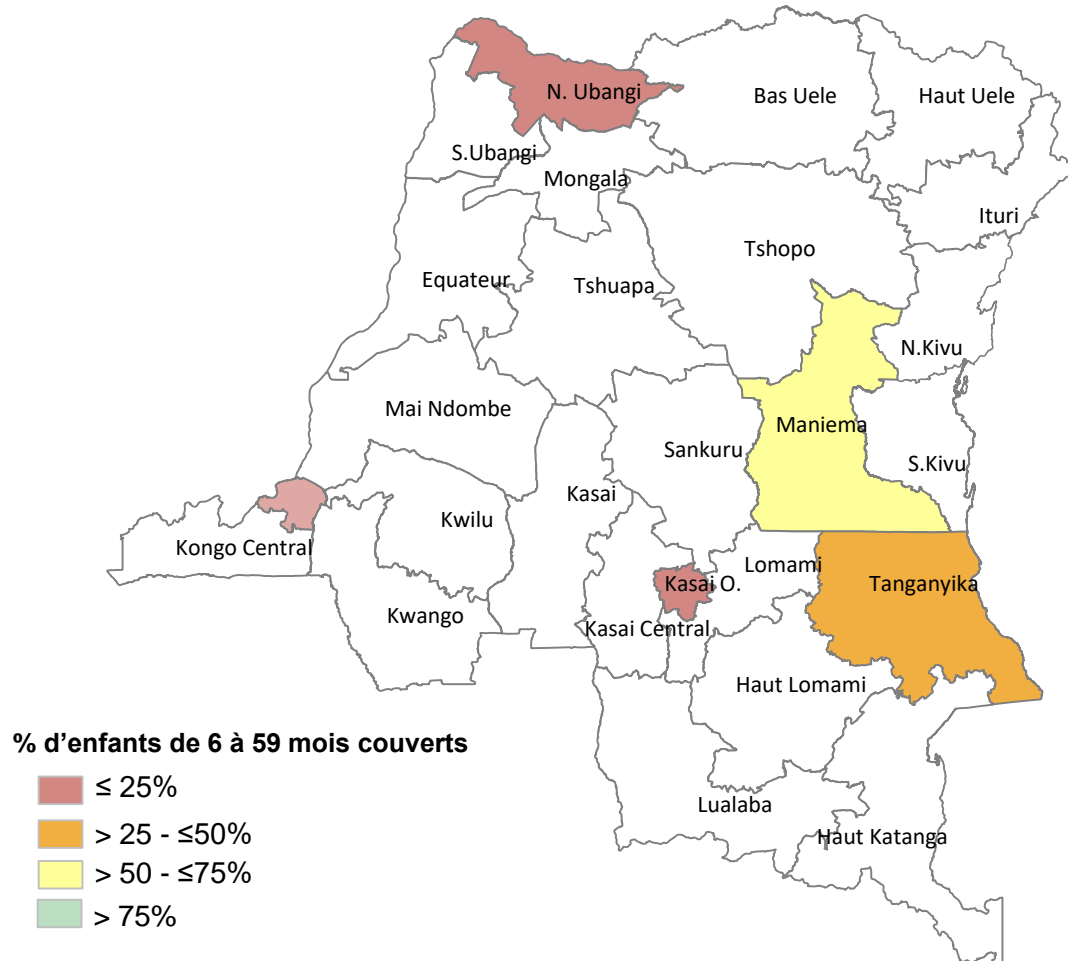 N. Ubangi
Bas Uele
Haut Uele
S.Ubangi
Mongala
Ituri
Tshopo
Equateur
Tshuapa
N.Kivu
Mai Ndombe
Maniema
Sankuru
S.Kivu
Kasai
Kwilu
Kongo Central
Lomami
Kasai O.
Tanganyika
Kwango
Kasai Central
Haut Lomami
% d’enfants de 6 à 59 mois couverts
≤ 25%
> 25 - ≤50%
> 50 - ≤75%
> 75%
Lualaba
Haut Katanga